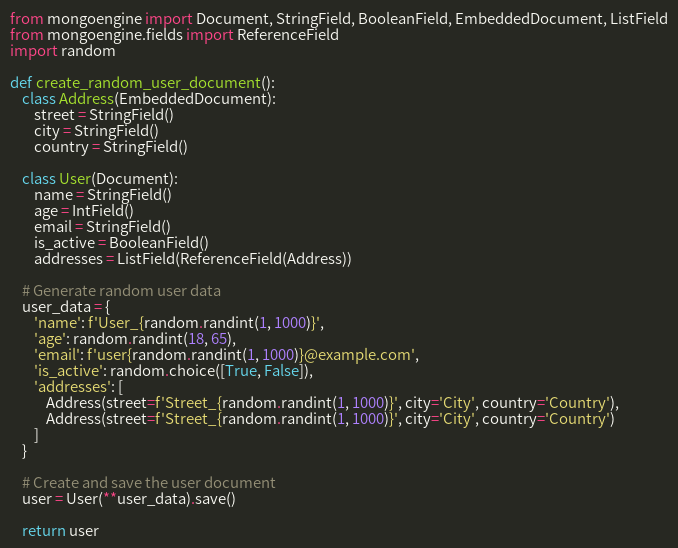 from mongoengine import Document, StringField, BooleanField, EmbeddedDocument, ListField
from mongoengine.fields import ReferenceField
import random

def create_random_user_document():
    class Address(EmbeddedDocument):
        street = StringField()
        city = StringField()
        country = StringField()

    class User(Document):
        name = StringField()
        age = IntField()
        email = StringField()
        is_active = BooleanField()
        addresses = ListField(ReferenceField(Address))

    # Generate random user data
    user_data = {
        'name': f'User_{random.randint(1, 1000)}',
        'age': random.randint(18, 65),
        'email': f'user{random.randint(1, 1000)}@example.com',
        'is_active': random.choice([True, False]),
        'addresses': [
            Address(street=f'Street_{random.randint(1, 1000)}', city='City', country='Country'),
            Address(street=f'Street_{random.randint(1, 1000)}', city='City', country='Country')
        ]
    }

    # Create and save the user document
    user = User(**user_data).save()

    return user